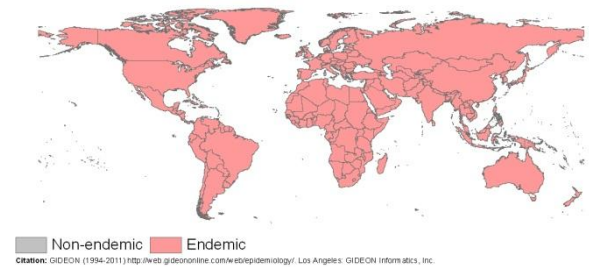 Non-endemic Endemic
Citation: GIDEON (1994-2011) http://web.gideononline.com/web/epidemiology/. Los Angeles: GIDEON Informatics, Inc.